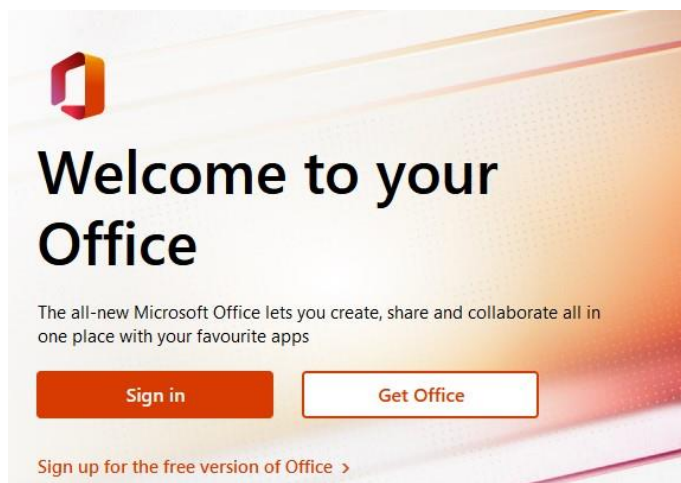 Welcome to your
Office
The all-new Microsoft Office lets you create, share and collaborate all in
one place with your favourite apps
Sign in
Get Office
Sign up for the free version of Office >